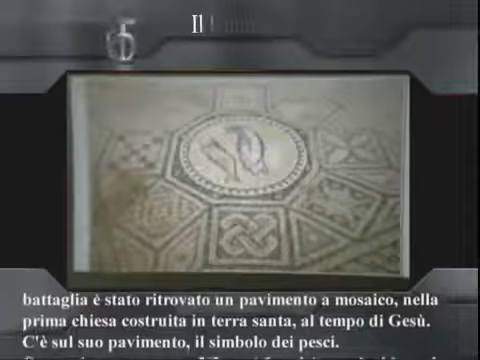 Il
battaglia è stato ritrovato un pavimento a mosaico, nella
prima chiesa costruita in terra santa, al tempo di Gesù.
C'è sul suo pavimento, il simbolo dei pesci.